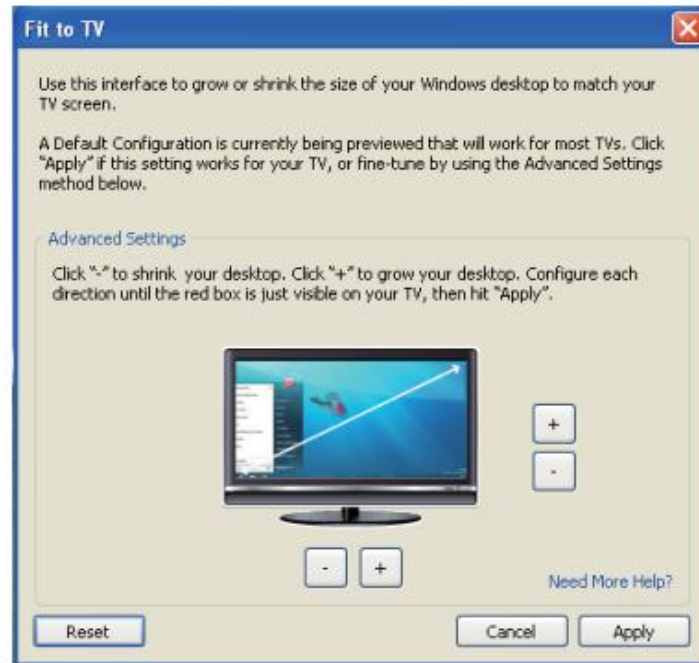 Fit to TV
Use this interface to grow or shrink the size of your Windows desktop to match your
TV screen.
A Default Configuration is currently being previewed that will work for most TVs. Click
"Apply" if this setting works for your TV, or fine-tune by using the Advanced Settings
method below.
Advanced Settings
Click "-" to shrink your desktop. Click "+" to grow your desktop. Configure each
direction until the red box is just visible on your TV, then hit "Apply".
+
-
- +
Need More Help?
Reset Cancel Apply